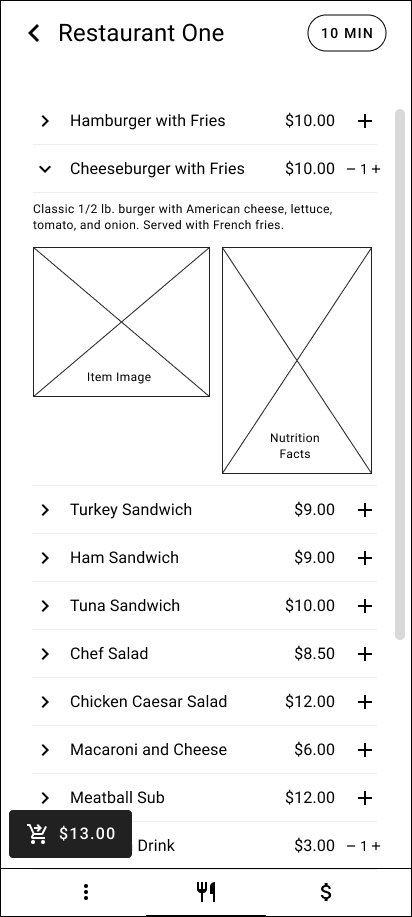 Restaurant One
10 MIN
Hamburger with Fries $10.00 +
Cheeseburger with Fries $10.00 − 1 +
Classic 1/2 lb. burger with American cheese, lettuce,
tomato, and onion. Served with French fries.
Item Image
Nutrition
Facts
Turkey Sandwich $9.00 +
Ham Sandwich $9.00 +
Tuna Sandwich $10.00 +
Chef Salad $8.50 +
Chicken Caesar Salad $12.00 +
Macaroni and Cheese $6.00 +
Meatball Sub $12.00 +
Drink $3.00 − 1 +
$13.00
$